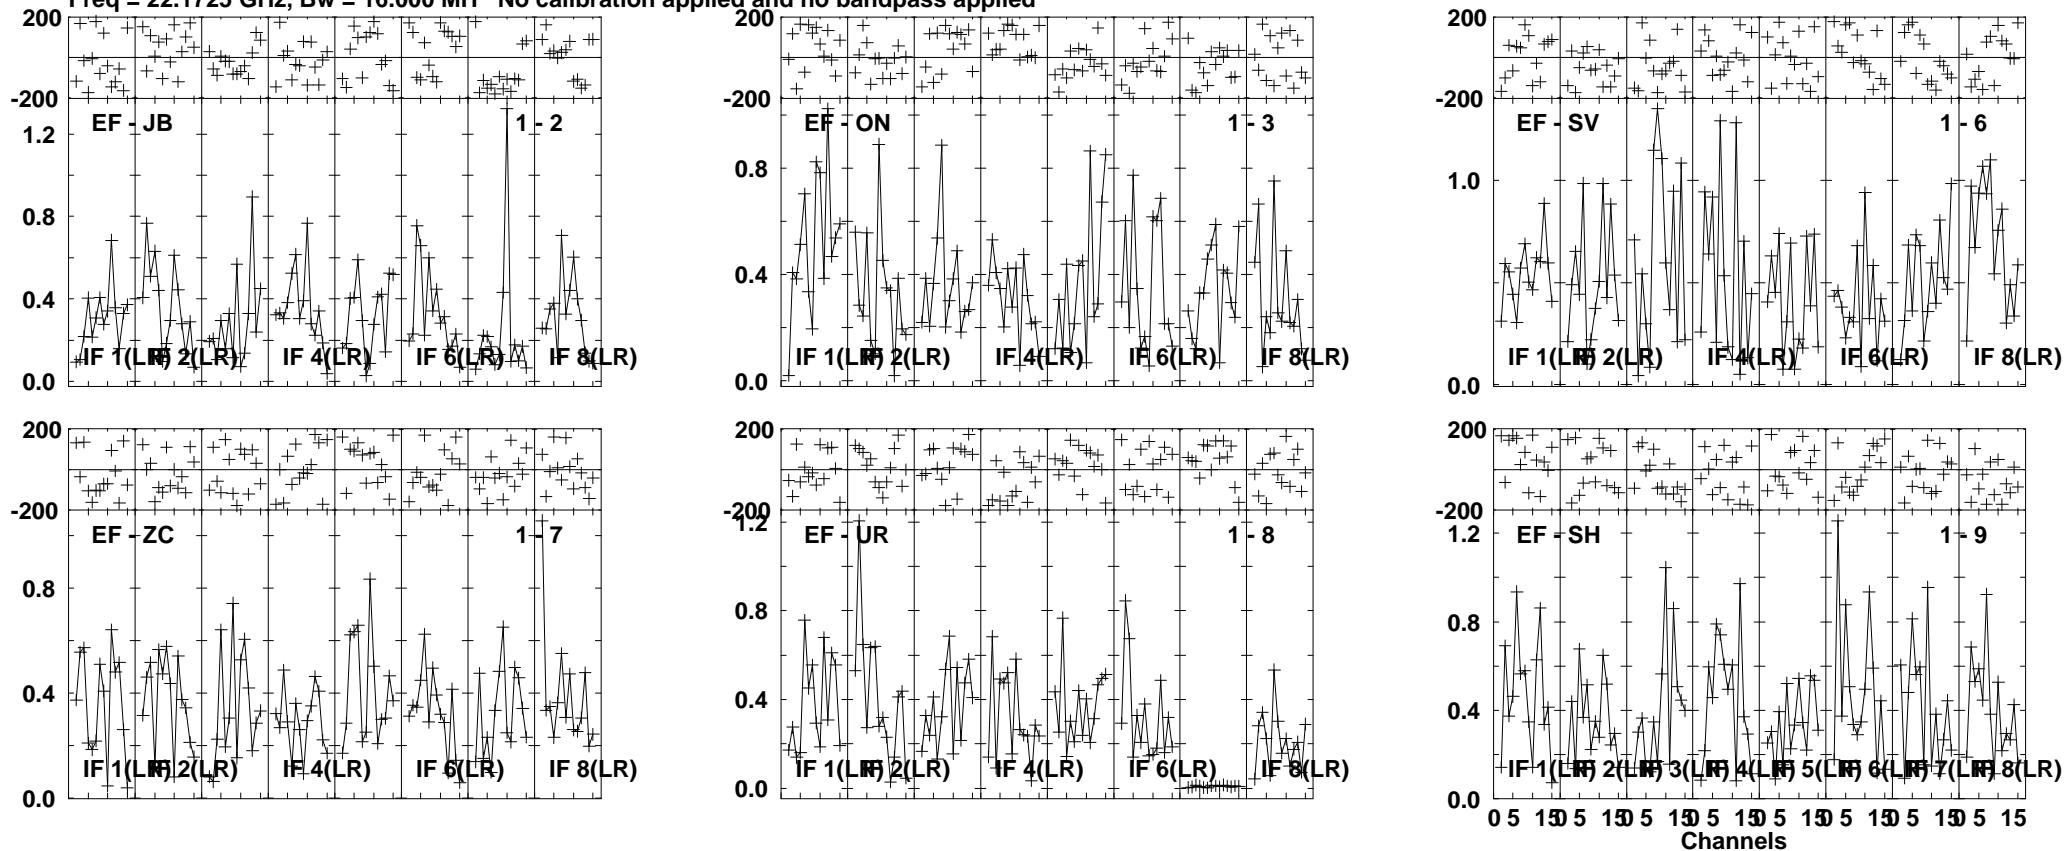 Freq = 22.1725 GHz, Bw = 16.000 MH No calibration applied and no bandpass applied
200
-200
EF - JB
1 - 2
1.2
0.8
0.4
0.0
IF 1(LR)
IF 2(LR)
IF 4(LR)
IF 6(LR)
IF 8(LR)
200
-200
EF - ON
1 - 3
0.8
0.4
0.0
IF 1(LR)
IF 2(LR)
IF 4(LR)
IF 6(LR)
IF 8(LR)
200
-200
EF - SV
1 - 6
1.0
0.0
IF 1(LR)
IF 2(LR)
IF 4(LR)
IF 6(LR)
IF 8(LR)
200
-200
EF - ZC
1 - 7
0.8
0.4
0.0
IF 1(LR)
IF 2(LR)
IF 4(LR)
IF 6(LR)
IF 8(LR)
200
-200
1.2
EF - UR
1 - 8
0.8
0.4
0.0
IF 1(LR)
IF 2(LR)
IF 4(LR)
IF 6(LR)
IF 8(LR)
200
-200
EF - SH
1 - 9
1.2
0.8
0.4
0.0
IF 1(LR)
IF 2(LR)
IF 3(LR)
IF 4(LR)
IF 5(LR)
IF 6(LR)
IF 7(LR)
IF 8(LR)
0 5 15 0 5 15 0 5 15 0 5 15 0 5 15 0 5 15 0 5 15 0 5 15
Channels